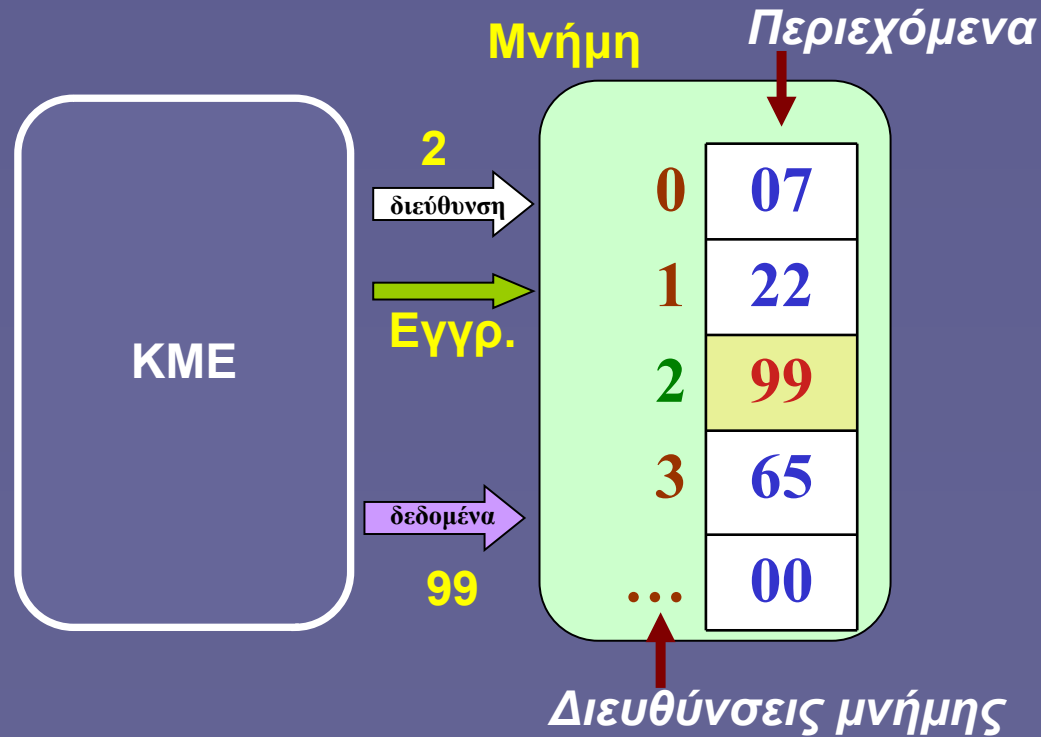 Περιεχόμενα
Μνήμη
2
διεύθυνση
0 07
1 22
Εγγρ.
ΚΜΕ
2 99
3 65
δεδομένα
99
... 00
Διευθύνσεις μνήμης